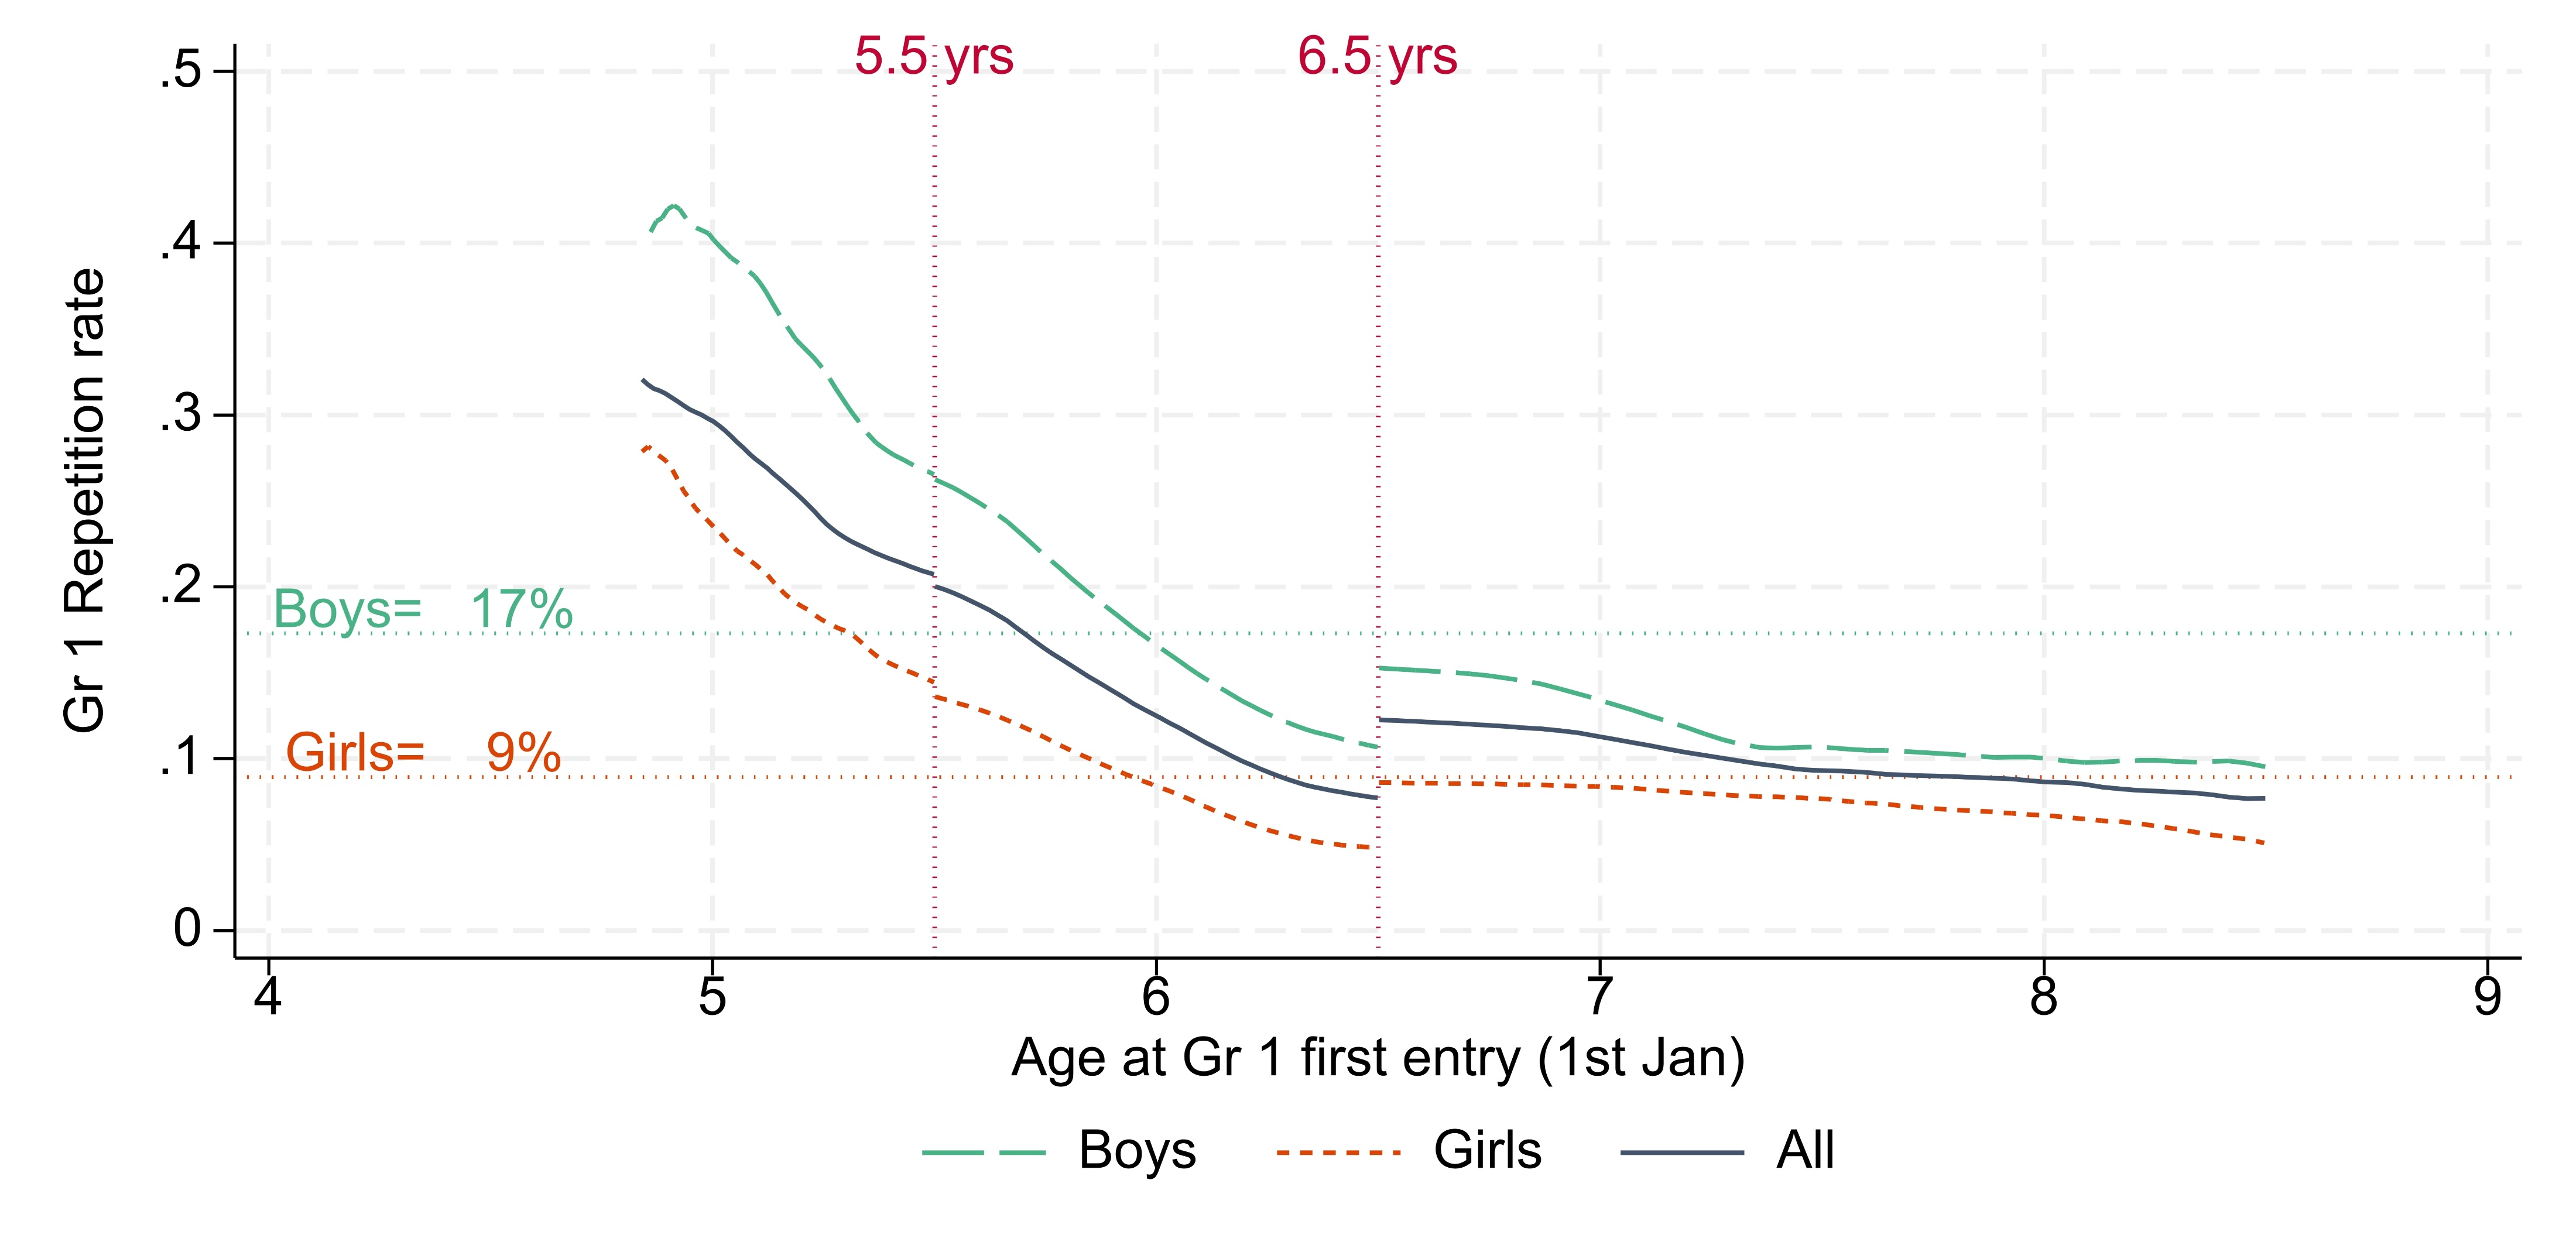 5.5 yrs 6.5 yrs
.5
.4
.3
.2
.1
0
Gr 1 Repetition rate
Boys= 17%
Girls= 9%
4 5 6 7 8 9
Age at Gr 1 first entry (1st Jan)
Boys Girls All